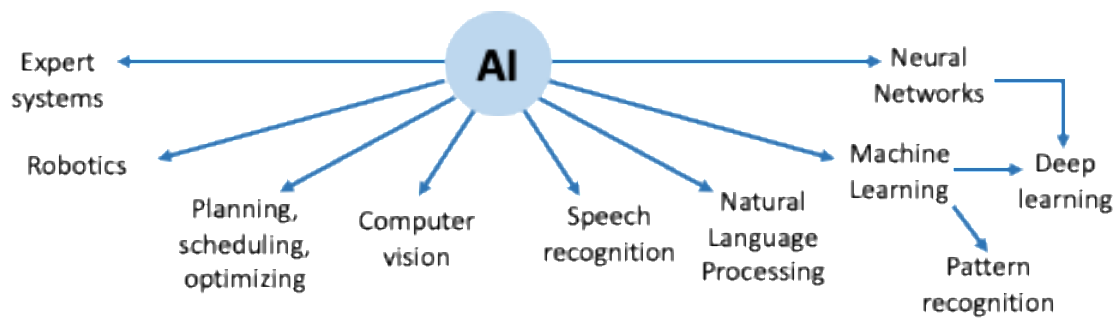 AI
Expert
systems
Robotics
Planning,
scheduling,
optimizing
Computer
vision
Speech
recognition
Natural
Language
Processing
Machine
Learning
Neural
Networks
Deep
learning
Pattern
recognition